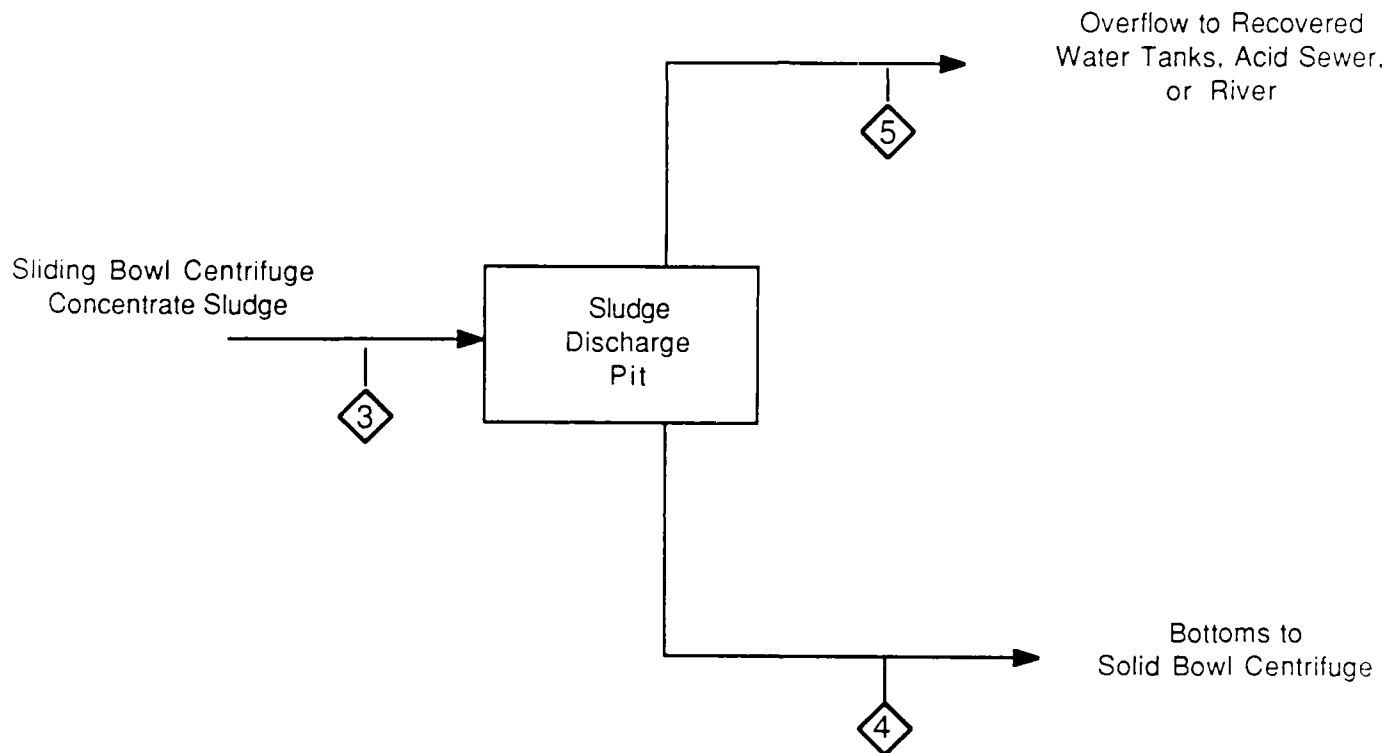 Overflow to Recovered
Water Tanks, Acid Sewer,
or River
5
Sliding Bowl Centrifuge
Concentrate Sludge
Sludge
Discharge
Pit
3
Bottoms to
Solid Bowl Centrifuge
4